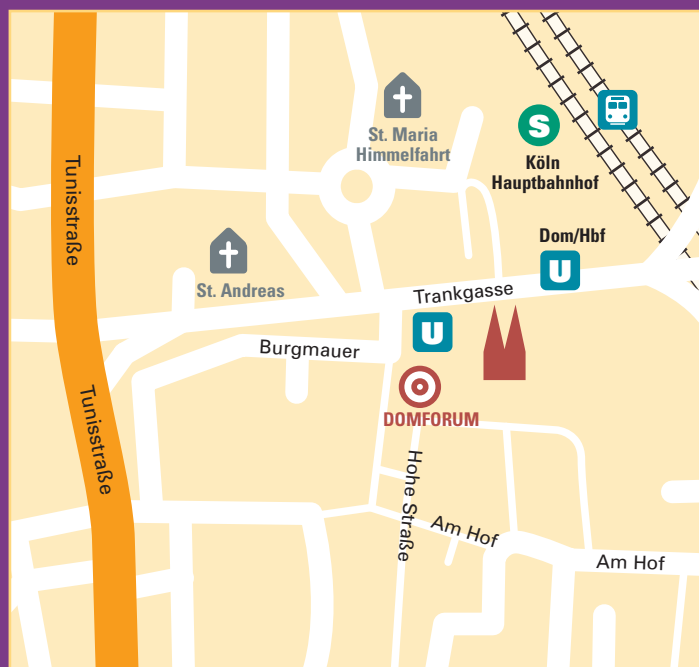 St. Maria
Himmelfahrt
S
Köln
Hauptbahnhof
Tunisstraße
Dom/Hbf
U
St. Andreas
Trankgasse
U
Burgmauer
DOMFORUM
Tunisstraße
Hohe Straße
Am Hof
Am Hof